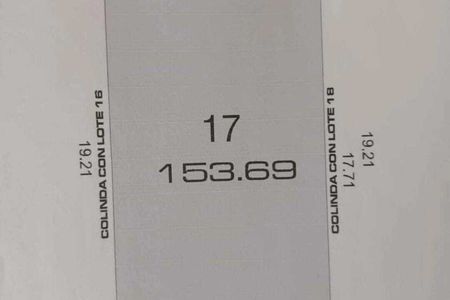 COLINDA CON LOTE 16
19.21
17
153.69
COLINDA CON LOTE 18
17.71
19.21